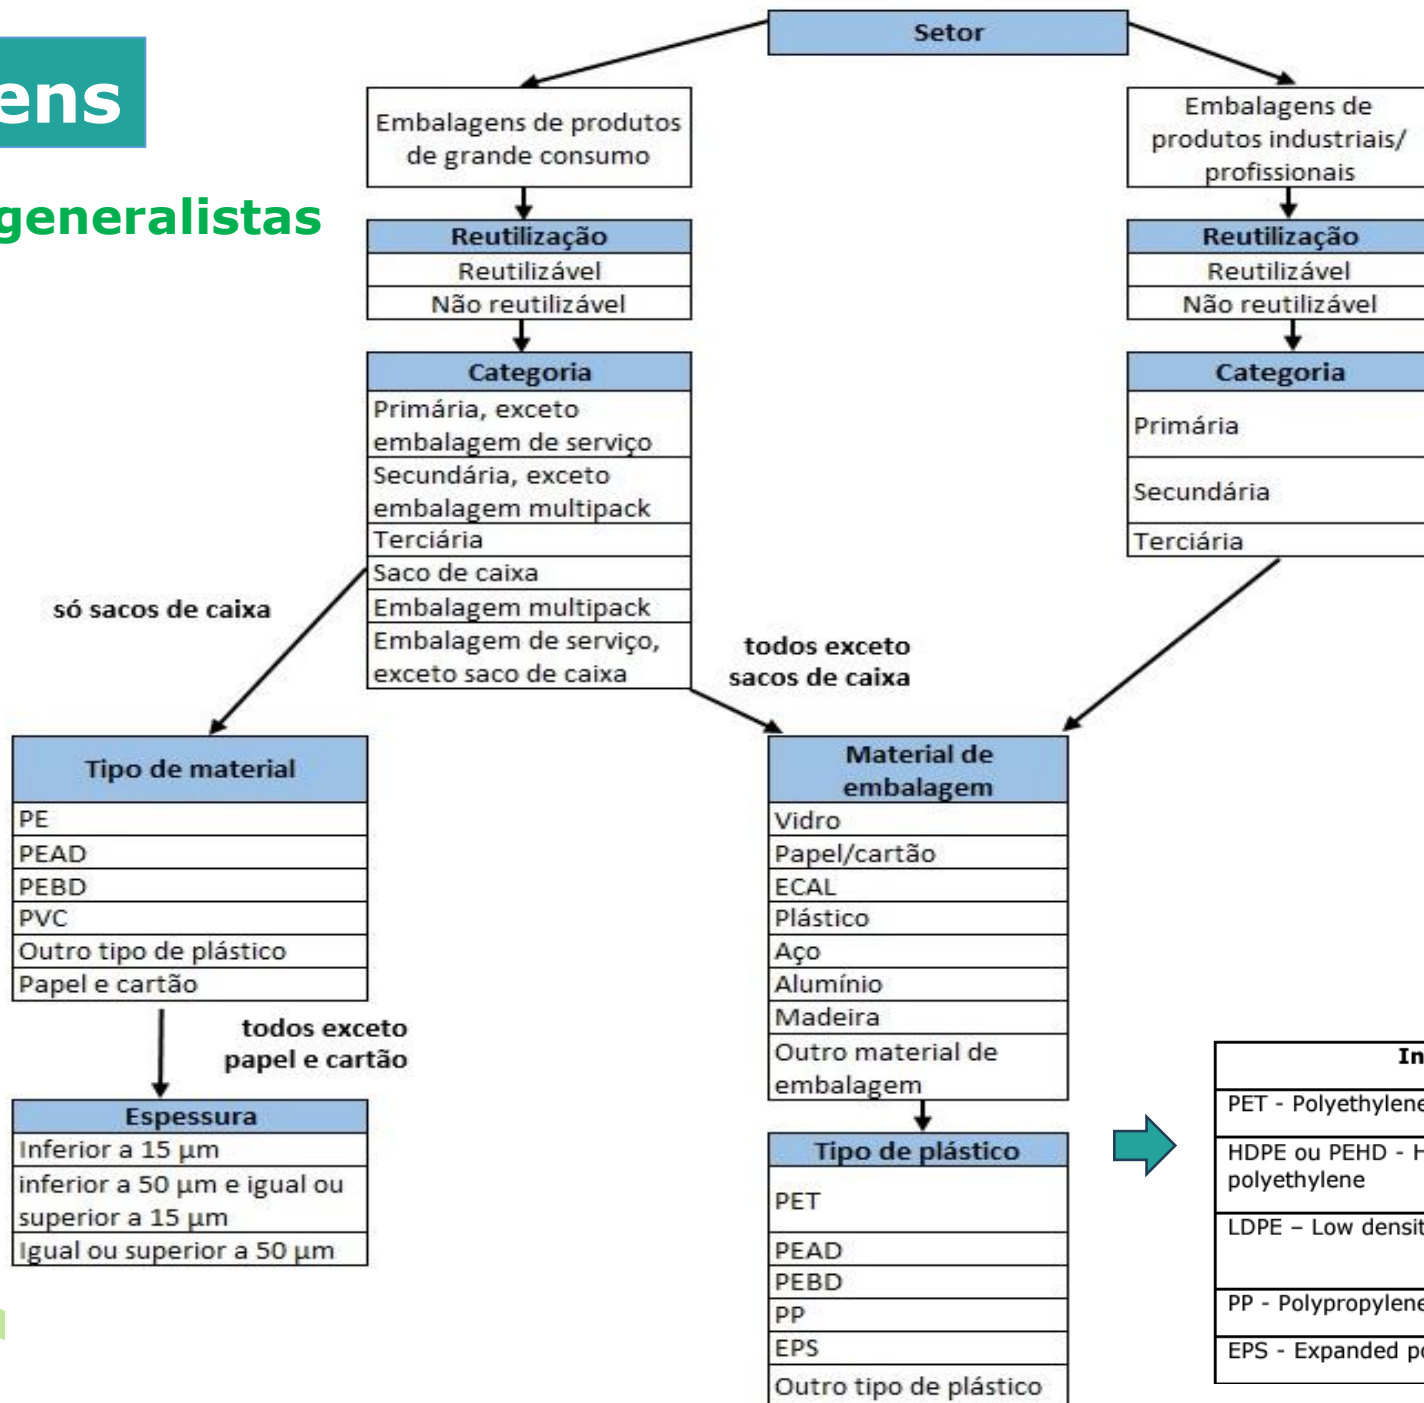 ens
generalistas
Setor
Embalagens de produtos
de grande consumo
Reutilização
Reutilizável
Não reutilizável
Categoria
Primária, exceto
embalagem de serviço
Secundária, exceto
embalagem multipack
Terciária
Saco de caixa
Embalagem multipack
Embalagem de serviço,
exceto saco de caixa
Embalagens de
produtos industriais/
profissionais
Reutilização
Reutilizável
Não reutilizável
Categoria
Primária
Secundária
Terciária
só sacos de caixa
todos exceto
sacos de caixa
Tipo de material
PE
PEAD
PEBD
PVC
Outro tipo de plástico
Papel e cartão
todos exceto
papel e cartão
Espessura
Inferior a 15 µm
inferior a 50 µm e igual ou
superior a 15 µm
Igual ou superior a 50 µm
Material de
embalagem
Vidro
Papel/cartão
ECAL
Plástico
Aço
Alumínio
Madeira
Outro material de
embalagem
Tipo de plástico
PET
PEAD
PEBD
PP
EPS
Outro tipo de plástico
In
PET - Polyethylene
HDPE ou PEHD - H
polyethylene
LDPE – Low densit
PP - Polypropylene
EPS - Expanded po